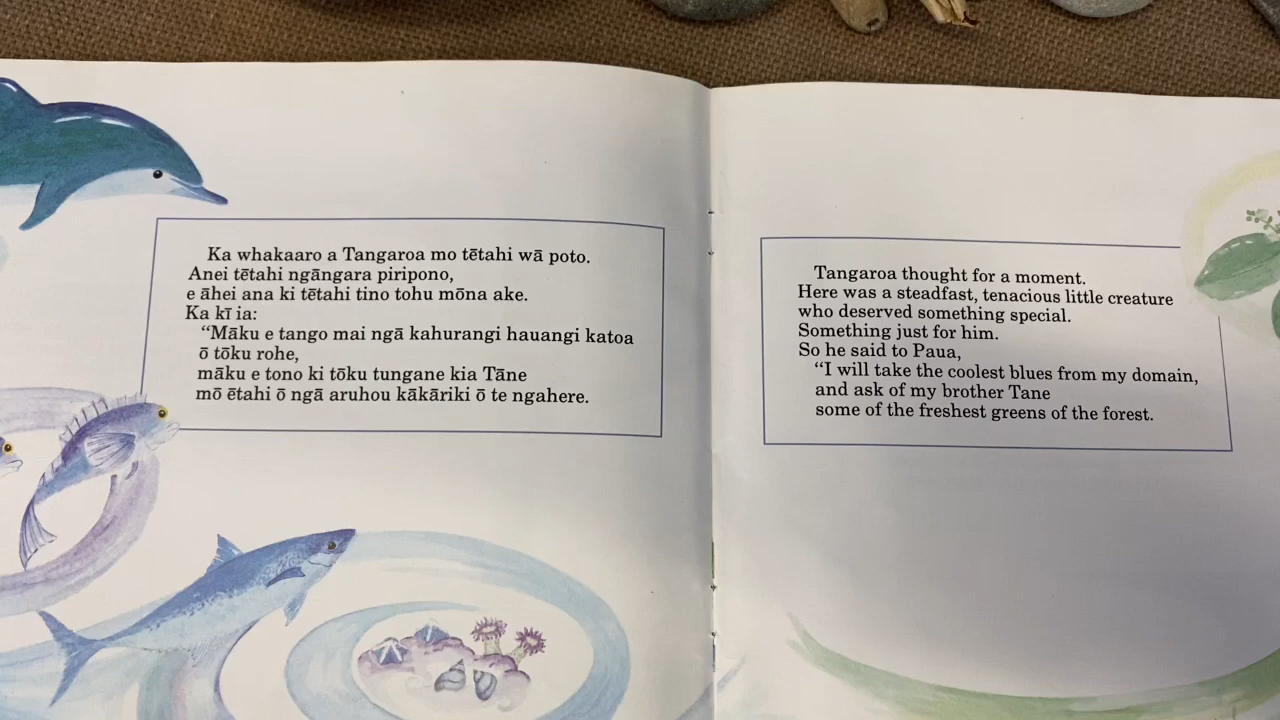 Ka whakaaro a Tangaroa mo tētahi wā poto.
Anei tētahi ngāngara piripono,
e āhei ana ki tētahi tino tohu mōna ake.
Ka kī ia:
“Māku e tango mai ngā kahurangi hauangi katoa
ō tōku rohe,
māku e tono ki tōku tungane kia Tāne
mō ētahi ō ngā aruhou kākāriki ō te ngahere.
Tangaroa thought for a moment.
Here was a steadfast, tenacious little creature
who deserved something special.
Something just for him.
So he said to Paua,
“I will take the coolest blues from my domain,
and ask of my brother Tane
some of the freshest greens of the forest.